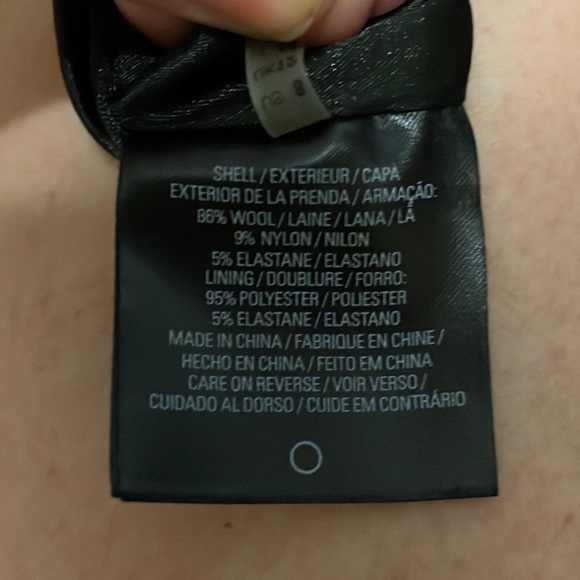 SHELL / EXTERIEUR / CAPA
EXTERIOR DE LA PRENDA / ARMAÇÃO:
86% WOOL / LAINE / LANA / LÃ
9% NYLON / NILON
5% ELASTANE / ELASTANO
LINING / DOUBLURE / FORRO:
95% POLYESTER / POLIESTER
5% ELASTANE / ELASTANO
MADE IN CHINA / FABRIQUE EN CHINE /
HECHO EN CHINA / FEITO EM CHINA
CARE ON REVERSE / VOIR VERSO /
CUIDADO AL DORSO / CUIDE EM CONTRÁRIO